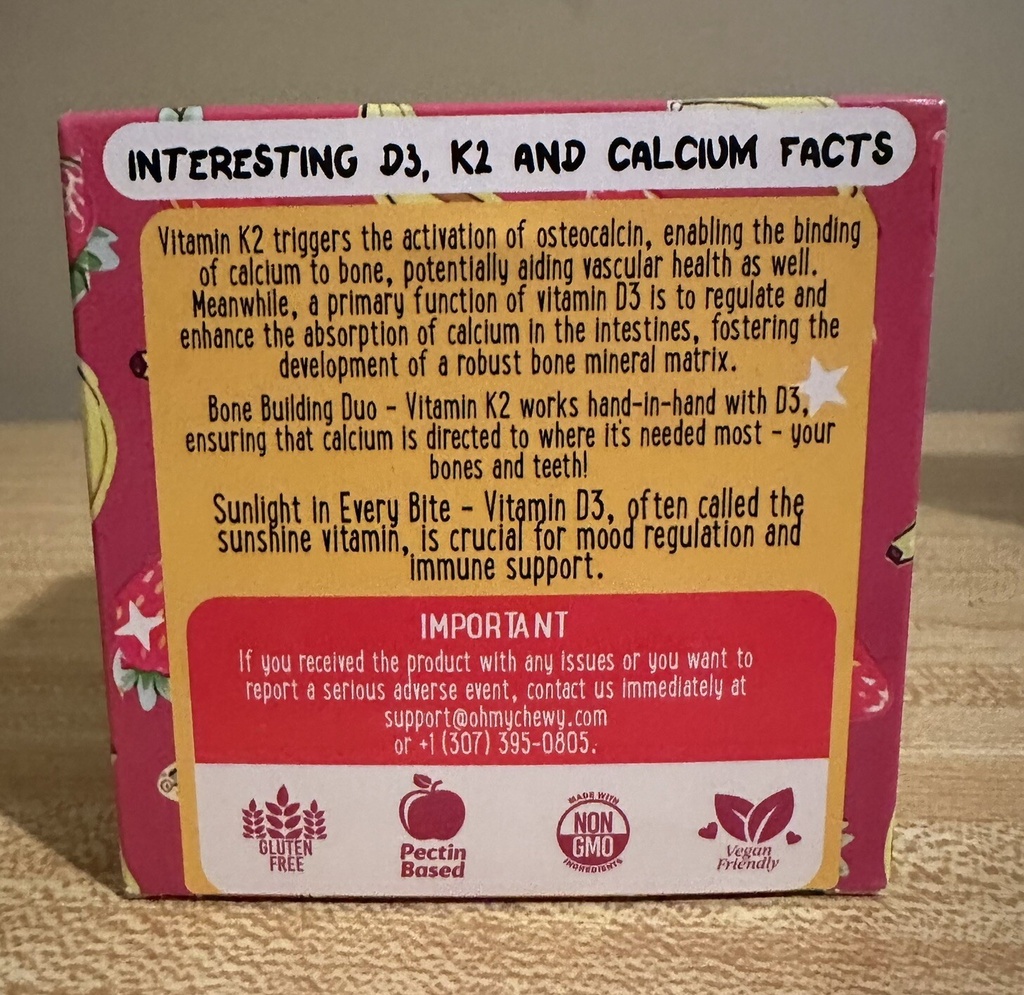 INTERESTING D3, K2 AND CALCIUM FACTS
Vitamin K2 triggers the activation of osteocalcin, enabling the binding
of calcium to bone, potentially aiding vascular health as well.
Meanwhile, a primary function of vitamin D3 is to regulate and
enhance the absorption of calcium in the intestines, fostering the
development of a robust bone mineral matrix.
Bone Building Duo - Vitamin K2 works hand-in-hand with D3,
ensuring that calcium is directed to where it's needed most - your
bones and teeth!
Sunlight in Every Bite - Vitamin D3, often called the
sunshine vitamin, is crucial for mood regulation and
immune support.
IMPORTANT
If you received the product with any issues or you want to
report a serious adverse event, contact us immediately at
support@ohmychewy.com
or +1 (307) 395-0805.
GLUTEN
FREE
Pectin
Based
MADE WITH
NON
GMO
INGREDIENTS
Vegan
Friendly